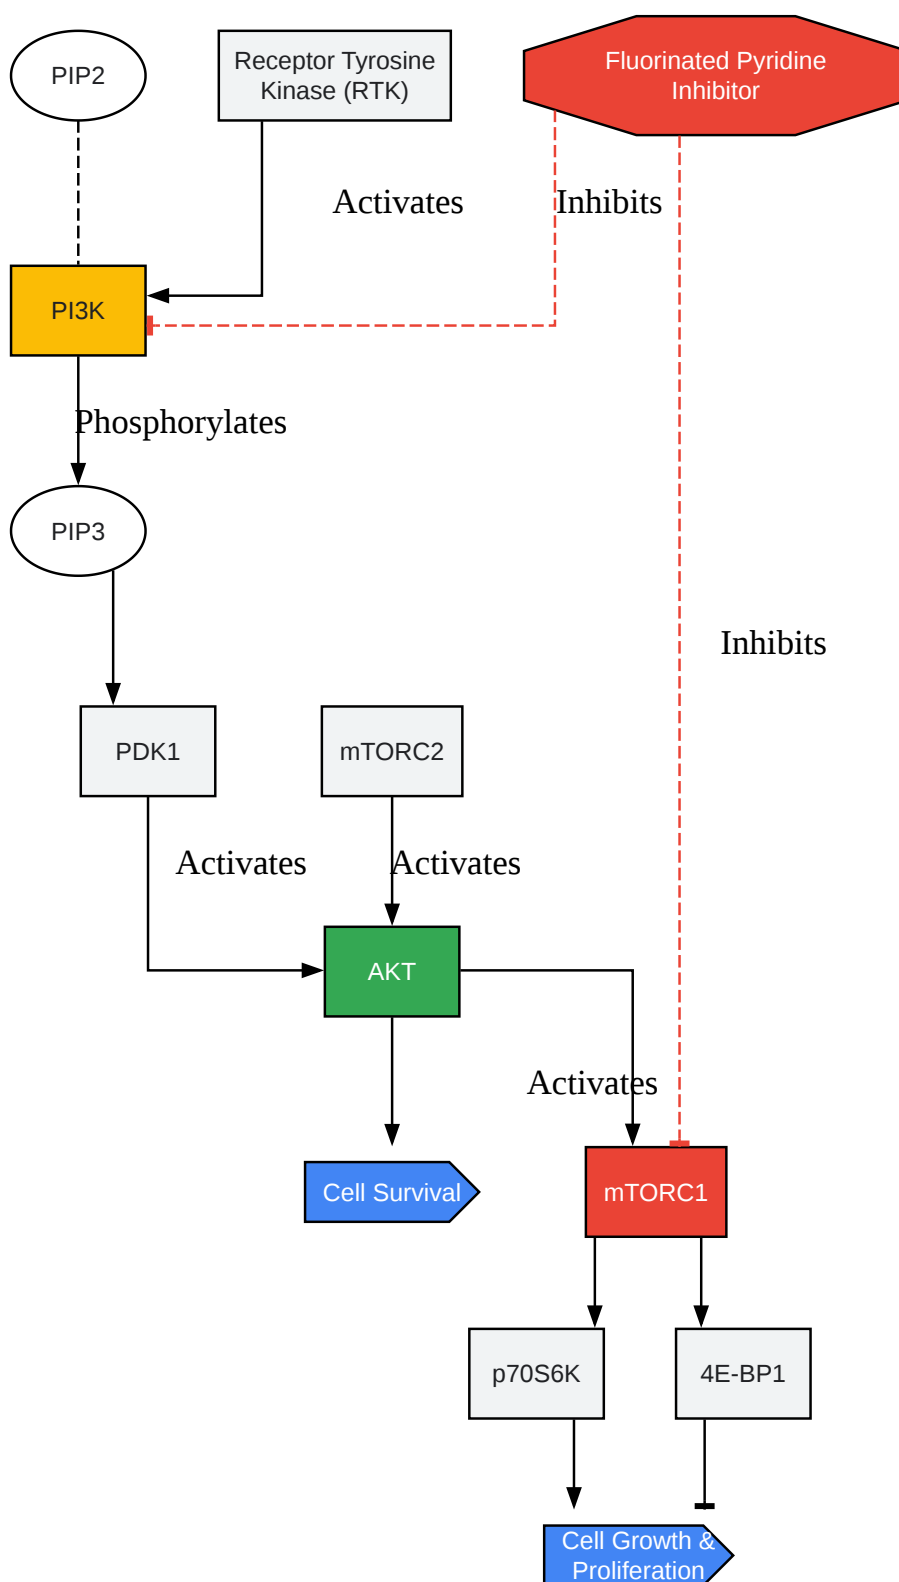 PIP2
Receptor Tyrosine
Kinase (RTK)
Fluorinated Pyridine
Inhibitor
Activates
Inhibits
PI3K
Phosphorylates
PIP3
Inhibits
PDK1
mTORC2
Activates
Activates
AKT
Activates
Cell Survival
mTORC1
p70S6K
4E-BP1
Cell Growth &
Proliferation